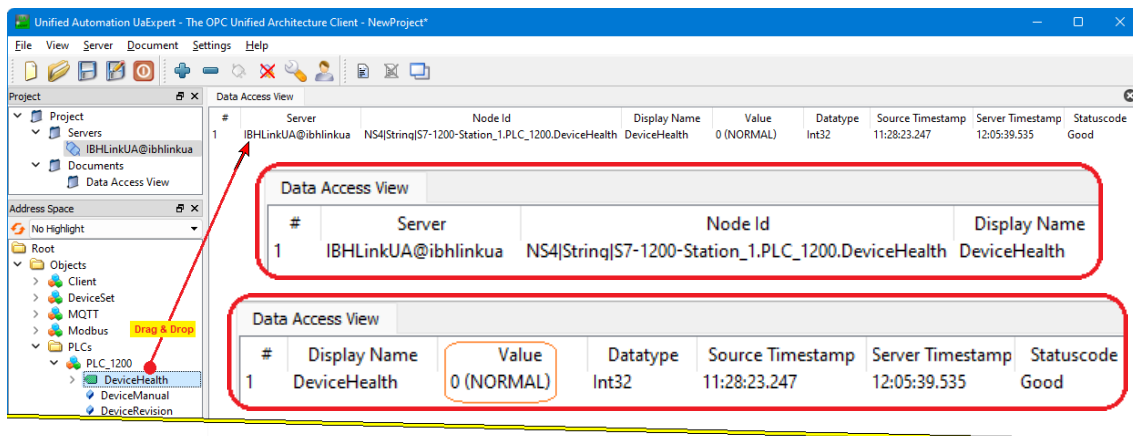 Unified Automation UaExpert - The OPC Unified Architecture Client - NewProject*
File View Server Document Settings Help
Project
Project
Servers
IBHLinkUA@ibhlinkua
Documents
Data Access View
Address Space
No Highlight
Root
Objects
Client
DeviceSet
MQTT
Modbus
Drag & Drop
PLCs
PLC_1200
DeviceHealth
DeviceManual
DeviceRevision
Data Access View
# Server Node Id Display Name Value Datatype Source Timestamp Server Timestamp Statuscode
1 IBHLinkUA@ibhlinkua NS4|String|S7-1200-Station_1.PLC_1200.DeviceHealth DeviceHealth 0 (NORMAL) Int32 11:28:23.247 12:05:39.535 Good
Data Access View
# Server Node Id Display Name
1 IBHLinkUA@ibhlinkua NS4|String|S7-1200-Station_1.PLC_1200.DeviceHealth DeviceHealth
Data Access View
# Display Name Value Datatype Source Timestamp Server Timestamp Statuscode
1 DeviceHealth 0 (NORMAL) Int32 11:28:23.247 12:05:39.535 Good